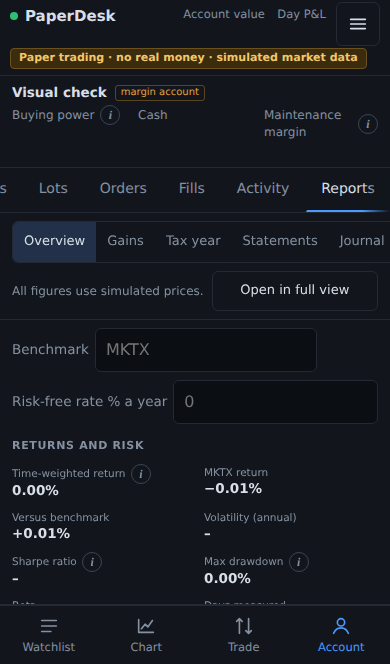 PaperDesk
Account value Day P&L
Paper trading · no real money · simulated market data
Visual check margin account
Buying power i Cash Maintenance margin i
s Lots Orders Fills Activity Reports
Overview Gains Tax year Statements Journal
All figures use simulated prices. Open in full view
Benchmark MKTX
Risk-free rate % a year 0
RETURNS AND RISK
Time-weighted return i MKTX return
0.00% −0.01%
Versus benchmark Volatility (annual)
+0.01% –
Sharpe ratio i Max drawdown i
– 0.00%
Watchlist Chart Trade Account